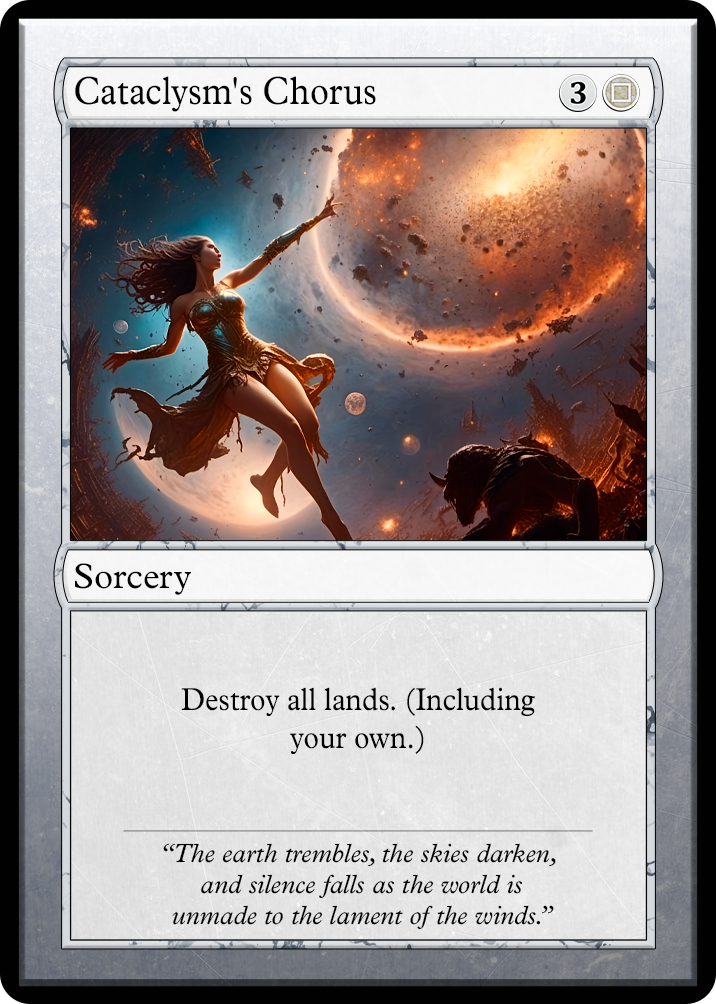 Cataclysm's Chorus 3
Sorcery
Destroy all lands. (Including
your own.)
“The earth trembles, the skies darken,
and silence falls as the world is
unmade to the lament of the winds.”